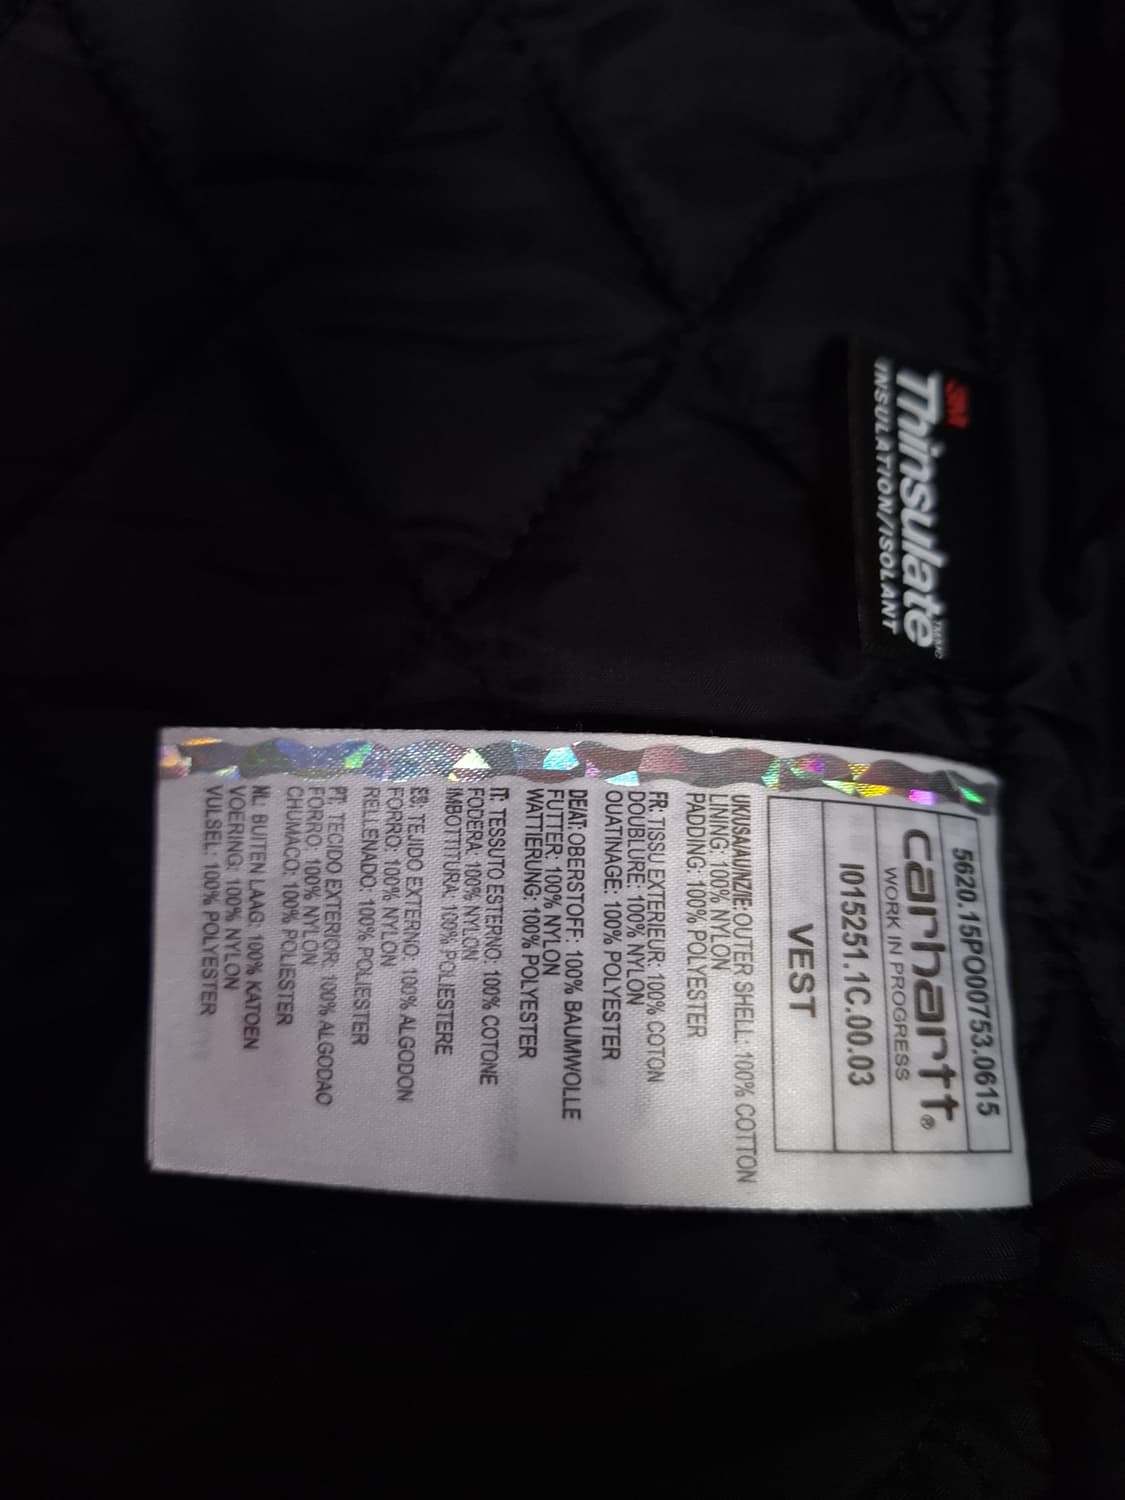 3M
Thinsulate
INSULATION/ISOLANT
5620.15PO00753.0615
carhartt®
WORK IN PROGRESS
I015251.1C.00.03
VEST
UK/USA/AU/NZ/IE: OUTER SHELL: 100% COTTON
LINING: 100% NYLON
PADDING: 100% POLYESTER
FR: TISSU EXTERIEUR: 100% COTON
DOUBLURE: 100% NYLON
OUATINAGE: 100% POLYESTER
DE/AT: OBERSTOFF: 100% BAUMWOLLE
FUTTER: 100% NYLON
WATTIERUNG: 100% POLYESTER
IT: TESSUTO ESTERNO: 100% COTONE
FODERA: 100% NYLON
IMBOTTITURA: 100% POLIESTERE
ES: TEJIDO EXTERNO: 100% ALGODON
FORRO: 100% NYLON
RELLENADO: 100% POLIESTER
PT: TECIDO EXTERIOR: 100% ALGODAO
FORRO: 100% NYLON
CHUMACO: 100% POLIESTER
NL: BUITEN LAAG: 100% KATOEN
VOERING: 100% NYLON
VULSEL: 100% POLYESTER